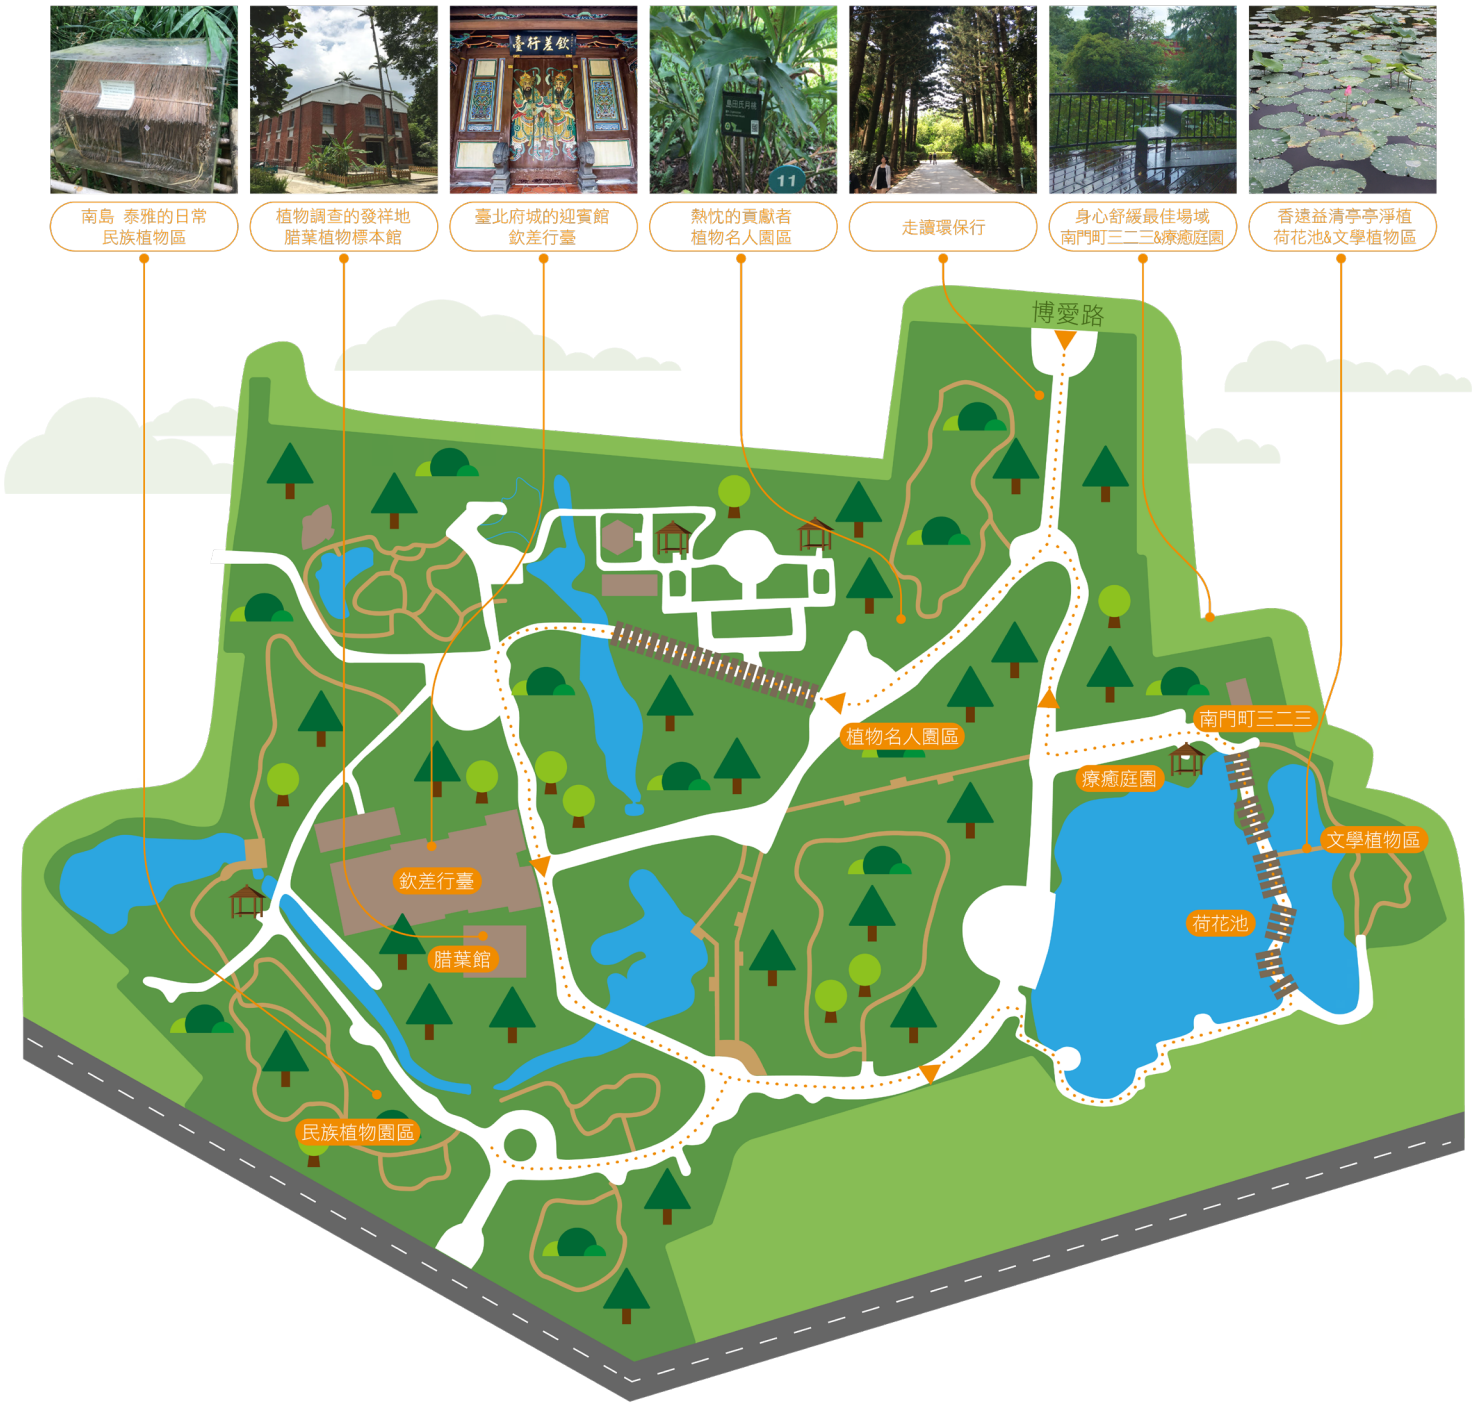 欽差行臺
島田氏月桃
11
南島 泰雅的日常
民族植物區
植物調查的發祥地
腊葉植物標本館
臺北府城的迎賓館
欽差行臺
熱忱的貢獻者
植物名人園區
走讀環保行
身心舒緩最佳場域
南門町三二三&療癒庭園
香遠益清亭亭淨植
荷花池&文學植物區
博愛路
南門町三二三
植物名人園區
療癒庭園
文學植物區
欽差行臺
荷花池
腊葉館
民族植物園區